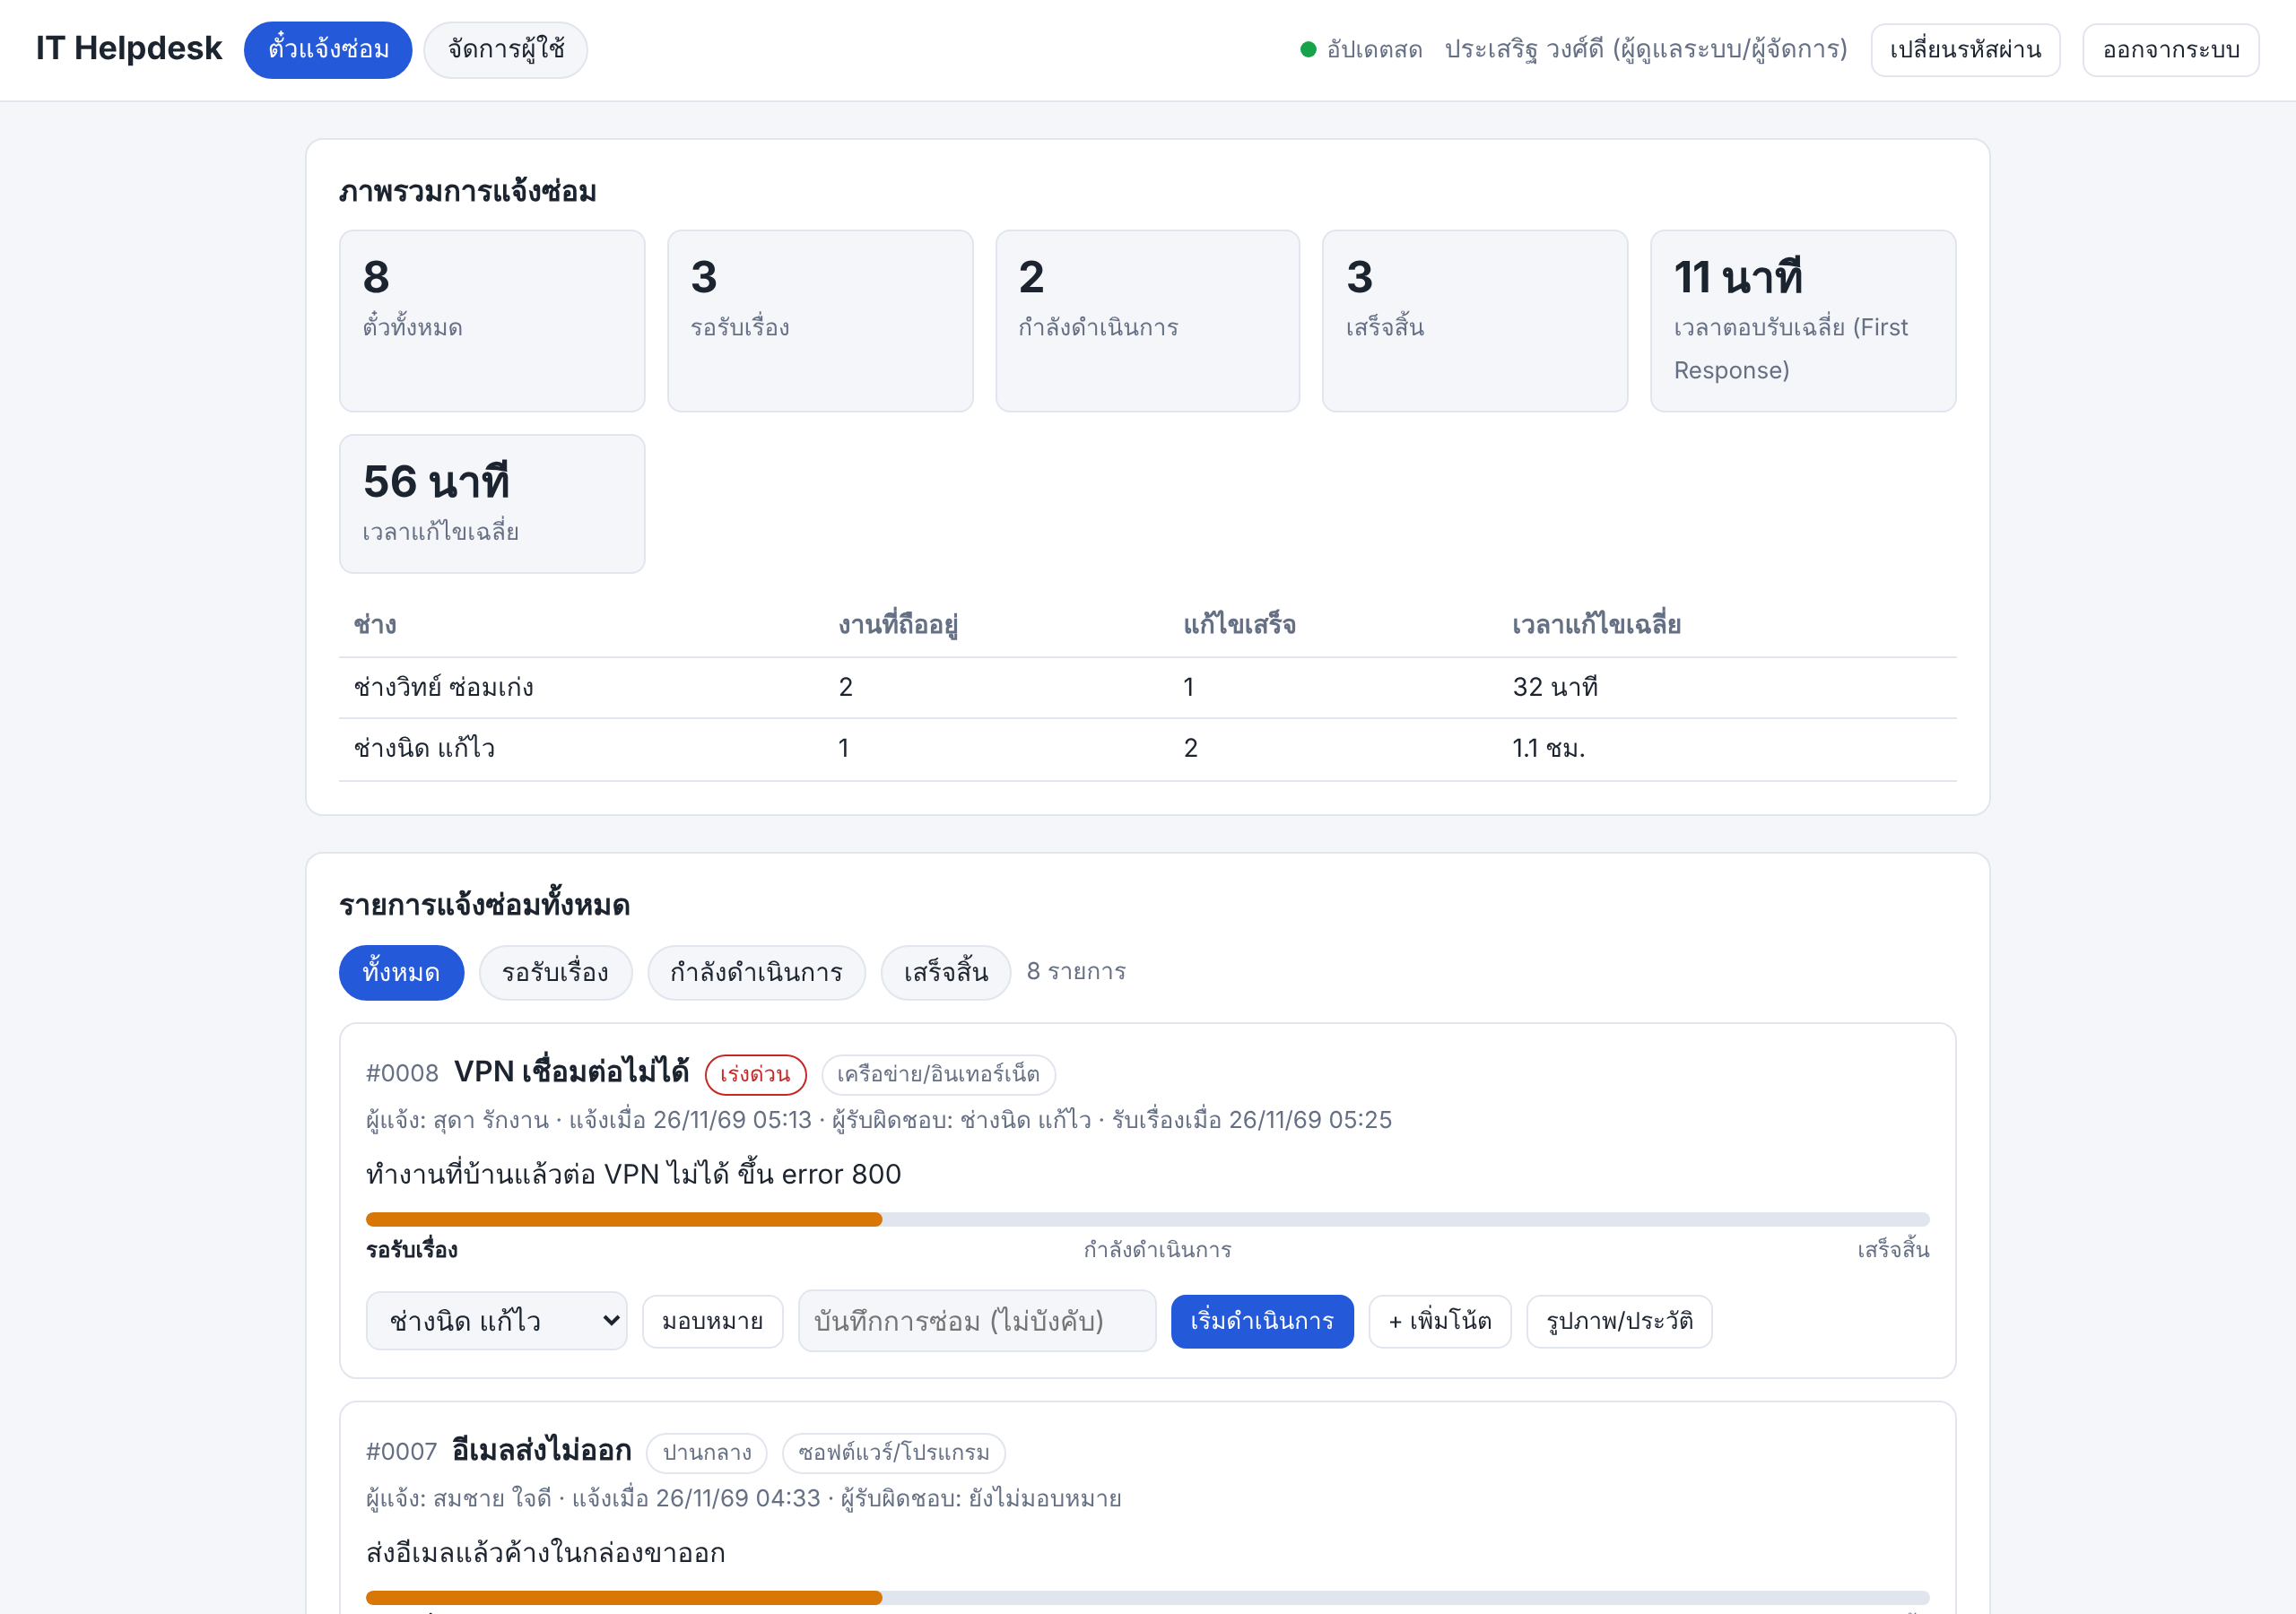 IT Helpdesk ตั๋วแจ้งซ่อม จัดการผู้ใช้ อัปเดตสด ประเสริฐ วงศ์ดี (ผู้ดูแลระบบ/ผู้จัดการ) เปลี่ยนรหัสผ่าน ออกจากระบบ
ภาพรวมการแจ้งซ่อม
8
ตั๋วทั้งหมด
3
รอรับเรื่อง
2
กำลังดำเนินการ
3
เสร็จสิ้น
11 นาที
เวลาตอบรับเฉลี่ย (First
Response)
56 นาที
เวลาแก้ไขเฉลี่ย
ช่าง งานที่ถืออยู่ แก้ไขเสร็จ เวลาแก้ไขเฉลี่ย
ช่างวิทย์ ซ่อมเก่ง 2 1 32 นาที
ช่างนิด แก้ไว 1 2 1.1 ชม.
รายการแจ้งซ่อมทั้งหมด
ทั้งหมด รอรับเรื่อง กำลังดำเนินการ เสร็จสิ้น 8 รายการ
#0008 VPN เชื่อมต่อไม่ได้ เร่งด่วน เครือข่าย/อินเทอร์เน็ต
ผู้แจ้ง: สุดา รักงาน · แจ้งเมื่อ 26/11/69 05:13 · ผู้รับผิดชอบ: ช่างนิด แก้ไว · รับเรื่องเมื่อ 26/11/69 05:25
ทำงานที่บ้านแล้วต่อ VPN ไม่ได้ ขึ้น error 800
รอรับเรื่อง กำลังดำเนินการ เสร็จสิ้น
ช่างนิด แก้ไว มอบหมาย บันทึกการซ่อม (ไม่บังคับ) เริ่มดำเนินการ + เพิ่มโน้ต รูปภาพ/ประวัติ
#0007 อีเมลส่งไม่ออก ปานกลาง ซอฟต์แวร์/โปรแกรม
ผู้แจ้ง: สมชาย ใจดี · แจ้งเมื่อ 26/11/69 04:33 · ผู้รับผิดชอบ: ยังไม่มอบหมาย
ส่งอีเมลแล้วค้างในกล่องขาออก